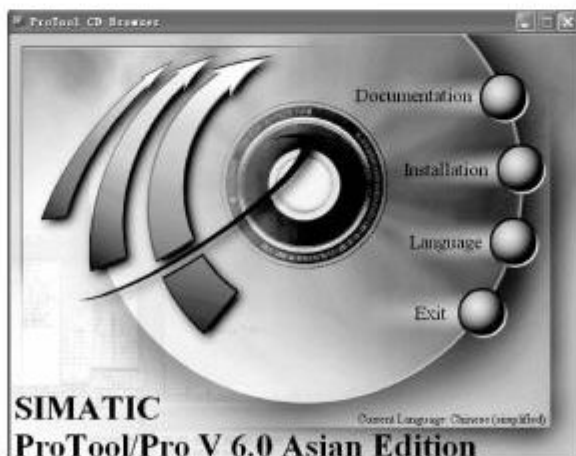 ProTool CD Browser
Documentation
Installation
Language
Exit
SIMATIC
Current Language: Chinese (simplified)
ProTool/Pro V 6.0 Asian Edition